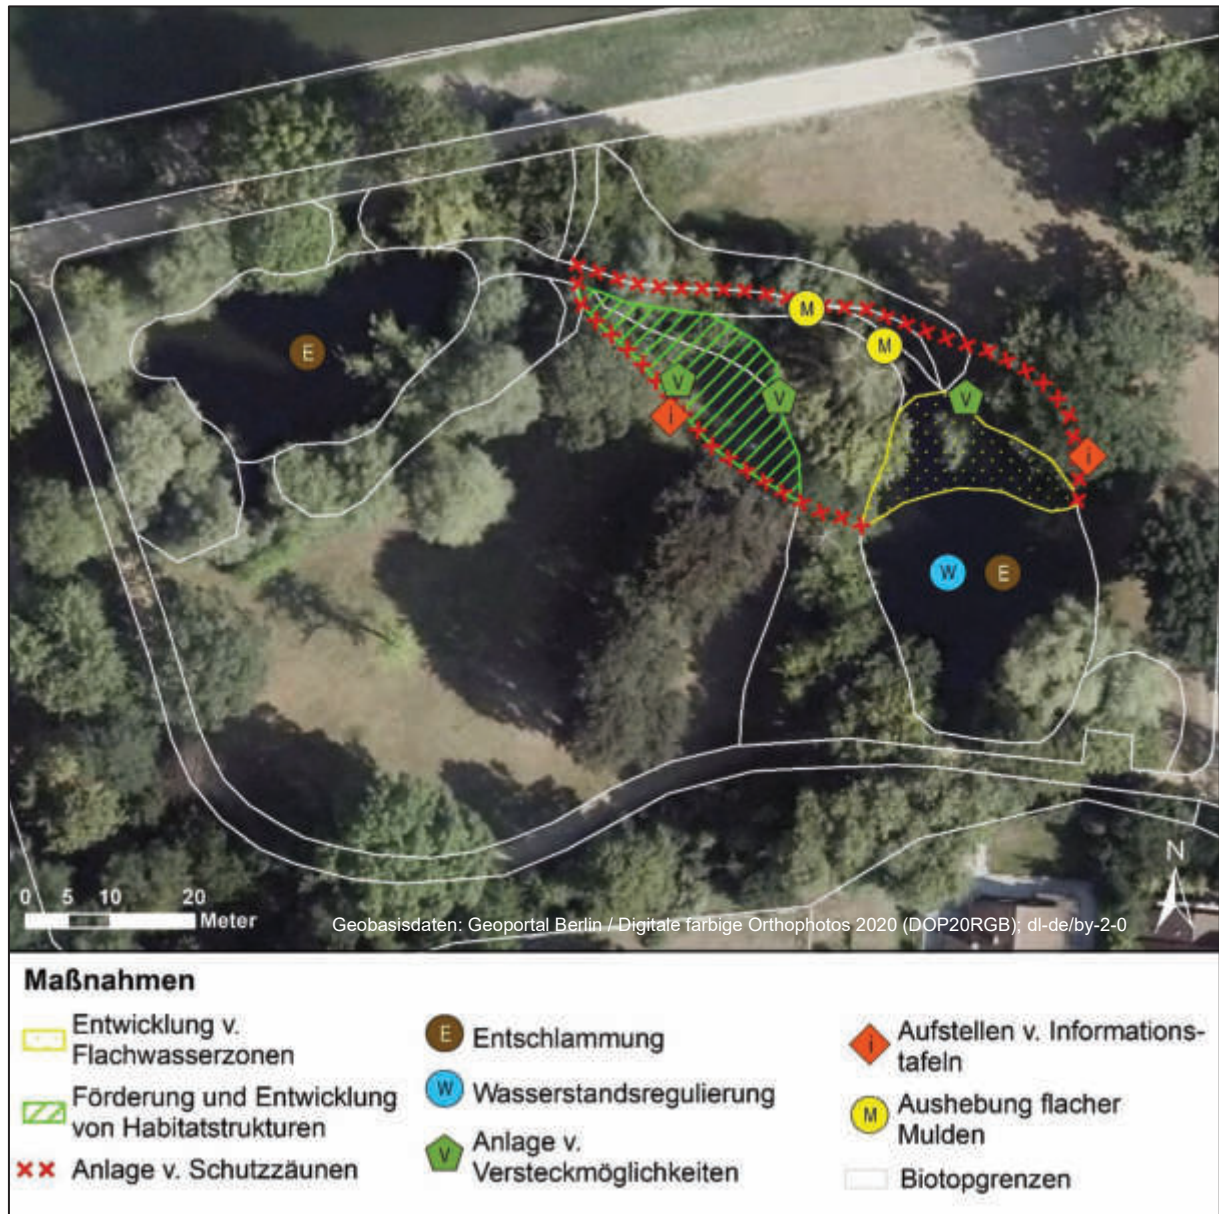 E
M
M
V
V
V
i
i
W
E
N
0 5 10 20
Meter
Geobasisdaten: Geoportal Berlin / Digitale farbige Orthophotos 2020 (DOP20RGB); dl-de/by-2-0
Maßnahmen
Entwicklung v.
Flachwasserzonen
Förderung und Entwicklung
von Habitatstrukturen
Anlage v. Schutzzäunen
E Entschlammung
W Wasserstandsregulierung
V Anlage v.
Versteckmöglichkeiten
i Aufstellen v. Informations-
tafeln
M Aushebung flacher
Mulden
Biotopgrenzen